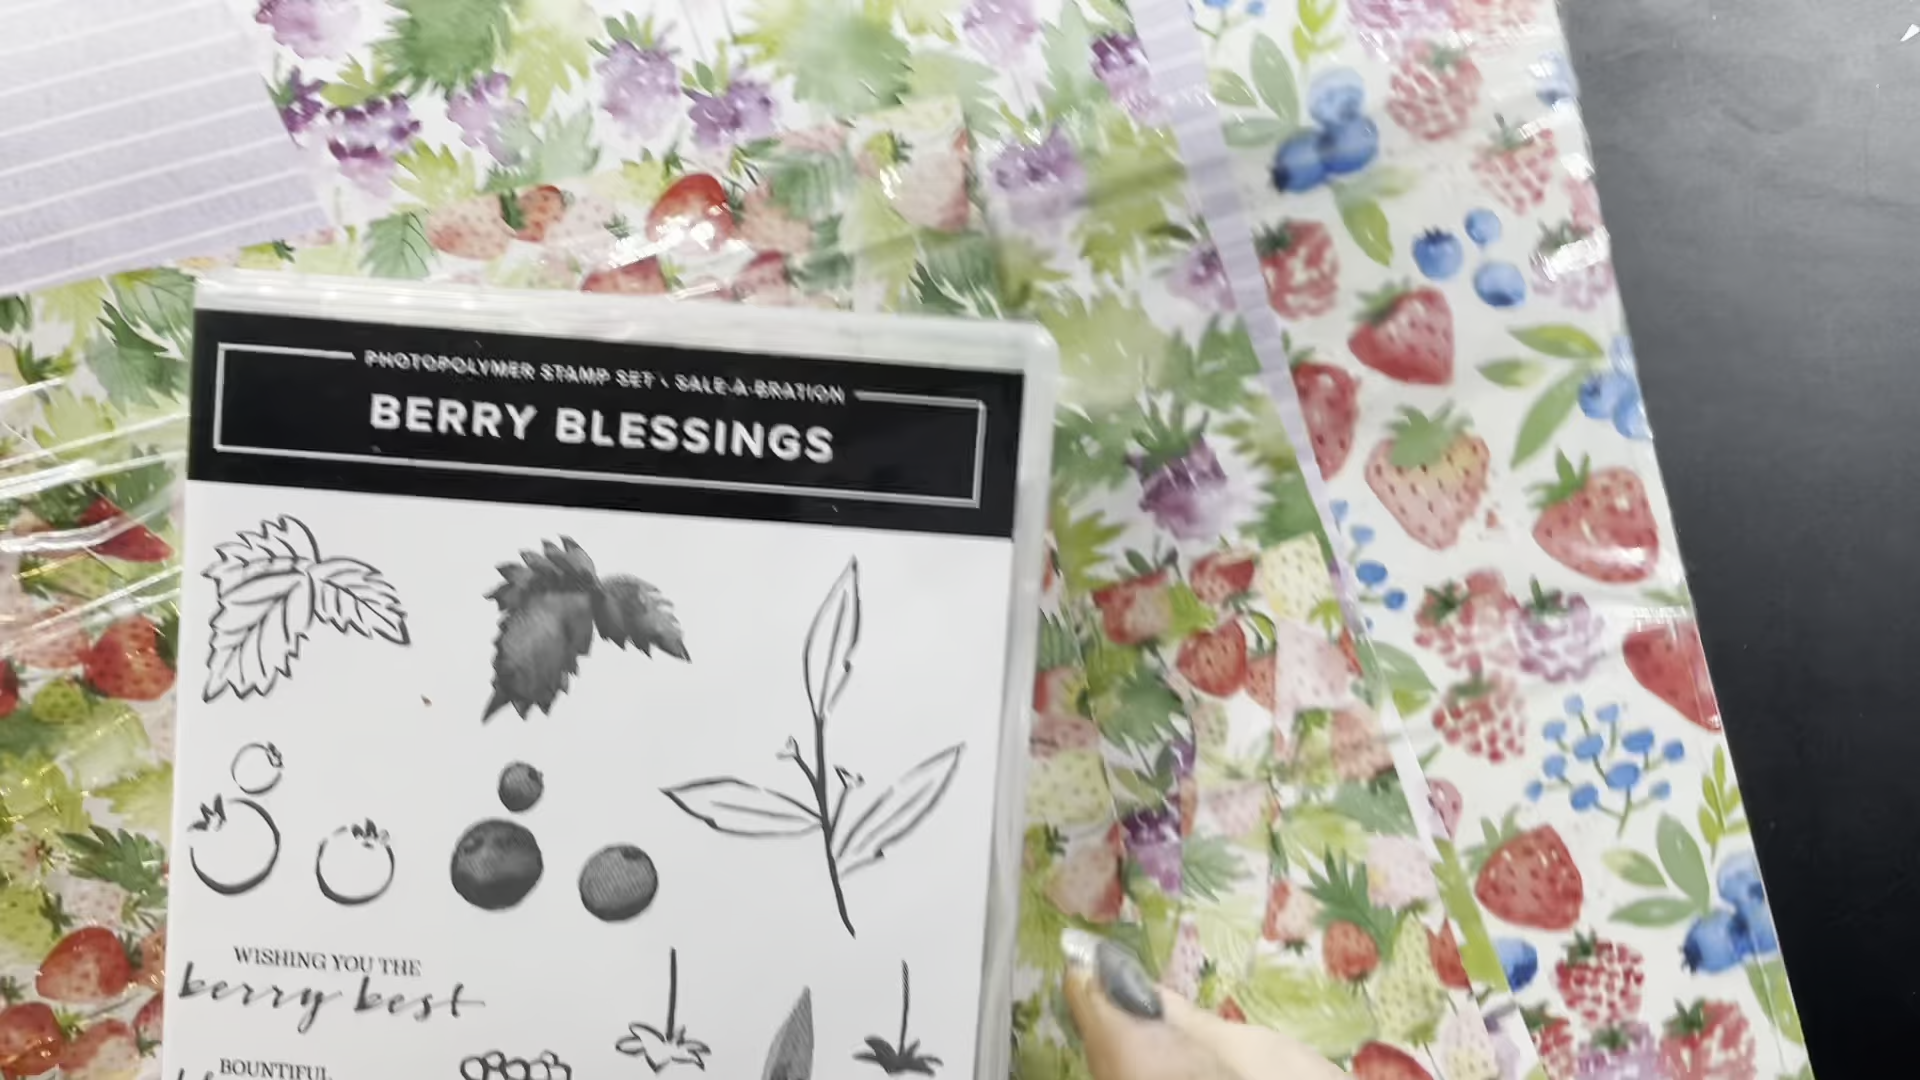 PHOTOPOLYMER STAMP SET \ SALE-A-BRATION
BERRY BLESSINGS
WISHING YOU THE
berry best
BOUNTIFUL